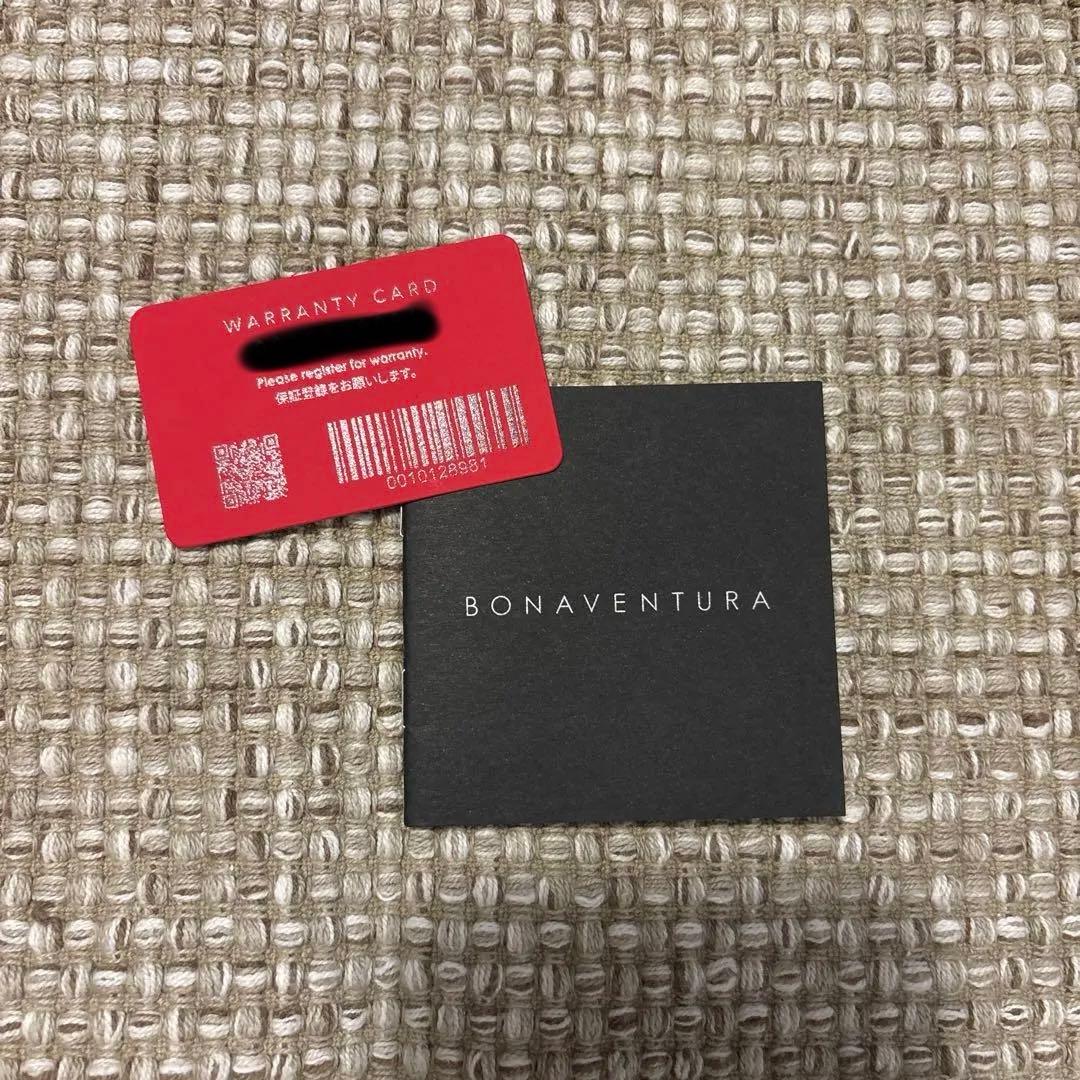 WARRANTY CARD
Please register for warranty.
保証登録をお願いします。
0010128981
BONAVENTURA